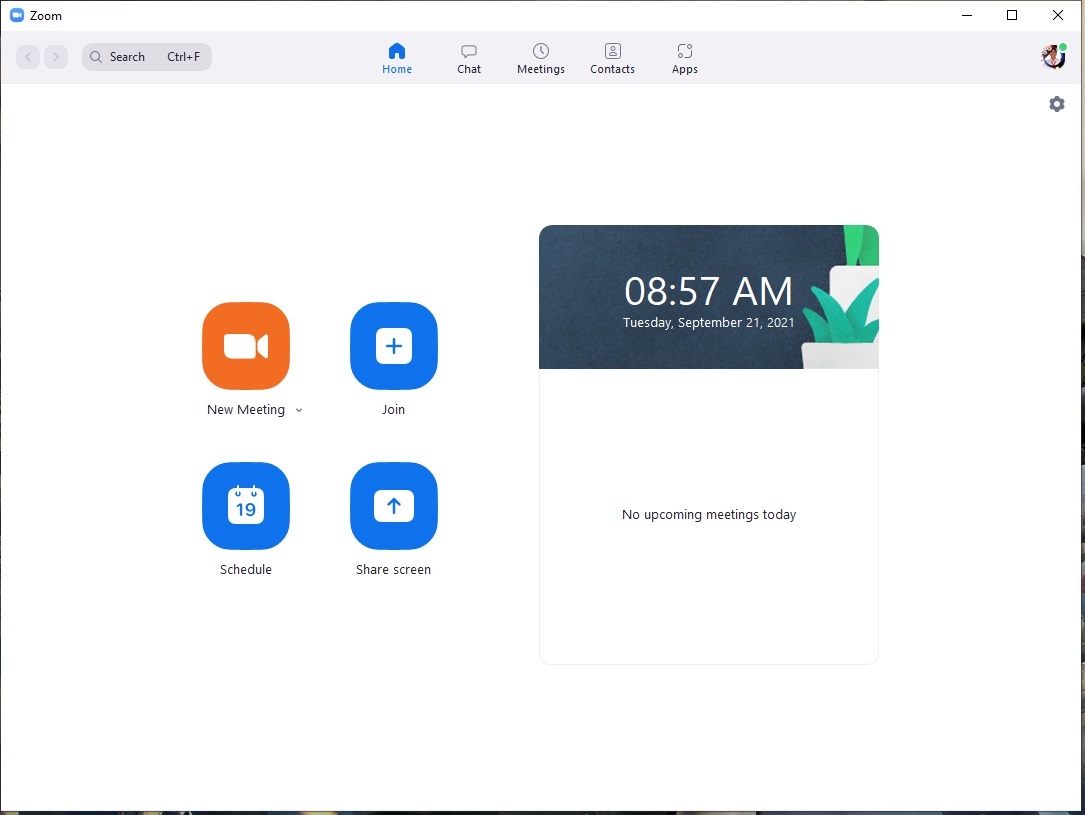 Zoom
Search Ctrl+F
Home
Chat
Meetings
Contacts
Apps
08:57 AM
Tuesday, September 21, 2021
New Meeting
Join
19
Schedule
Share screen
No upcoming meetings today